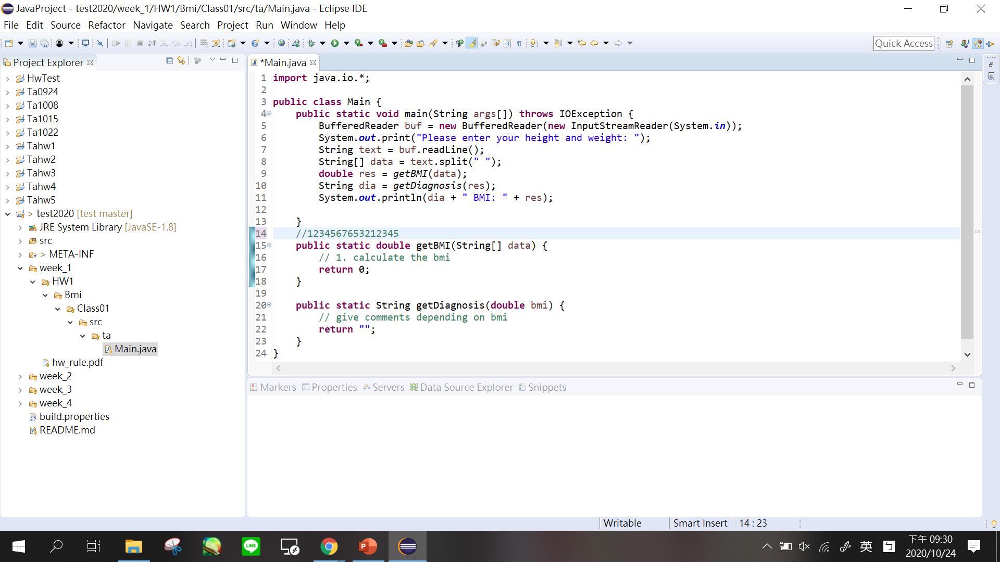 JavaProject - test2020/week_1/HW1/Bmi/Class01/src/ta/Main.java - Eclipse IDE
File Edit Source Refactor Navigate Search Project Run Window Help
Quick Access
Project Explorer
HwTest
Ta0924
Ta1008
Ta1015
Ta1022
Tahw1
Tahw2
Tahw3
Tahw4
Tahw5
> test2020 [test master]
JRE System Library [JavaSE-1.8]
src
> META-INF
week_1
HW1
Bmi
Class01
src
ta
Main.java
hw_rule.pdf
week_2
week_3
week_4
build.properties
README.md
*Main.java
1 import java.io.*;
2
3 public class Main {
4 public static void main(String args[]) throws IOException {
5 BufferedReader buf = new BufferedReader(new InputStreamReader(System.in));
6 System.out.print("Please enter your height and weight: ");
7 String text = buf.readLine();
8 String[] data = text.split(" ");
9 double res = getBMI(data);
10 String dia = getDiagnosis(res);
11 System.out.println(dia + " BMI: " + res);
12
13 }
14 //1234567653212345
15 public static double getBMI(String[] data) {
16 // 1. calculate the bmi
17 return 0;
18 }
19
20 public static String getDiagnosis(double bmi) {
21 // give comments depending on bmi
22 return "";
23 }
24 }
Markers Properties Servers Data Source Explorer Snippets
Writable Smart Insert 14 : 23
LINE
P
英
ㄅ
下午 09:30
2020/10/24